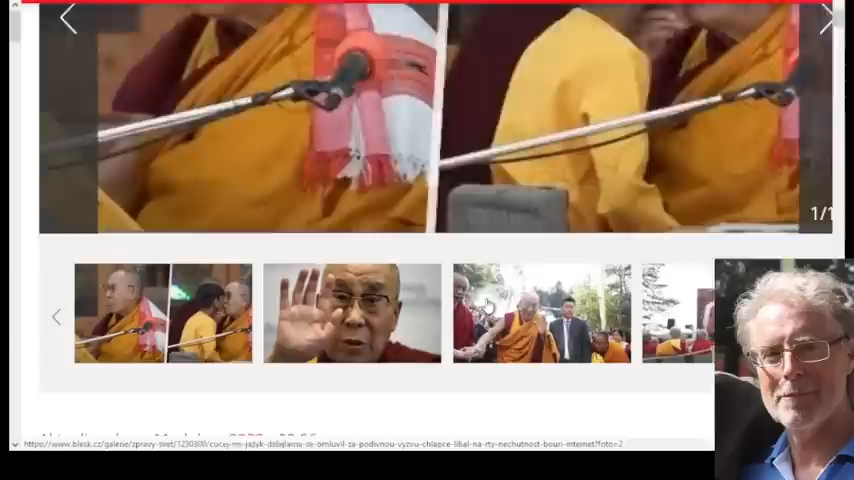 1/1
https://www.blesk.cz/galerie/zpravy-svet/1230300/cucej-mi-jazyk-dalajlama-se-omluvil-za-podivnou-vyzvu-chlapce-libal-na-rty-nechutnost-bouri-internet?foto=2